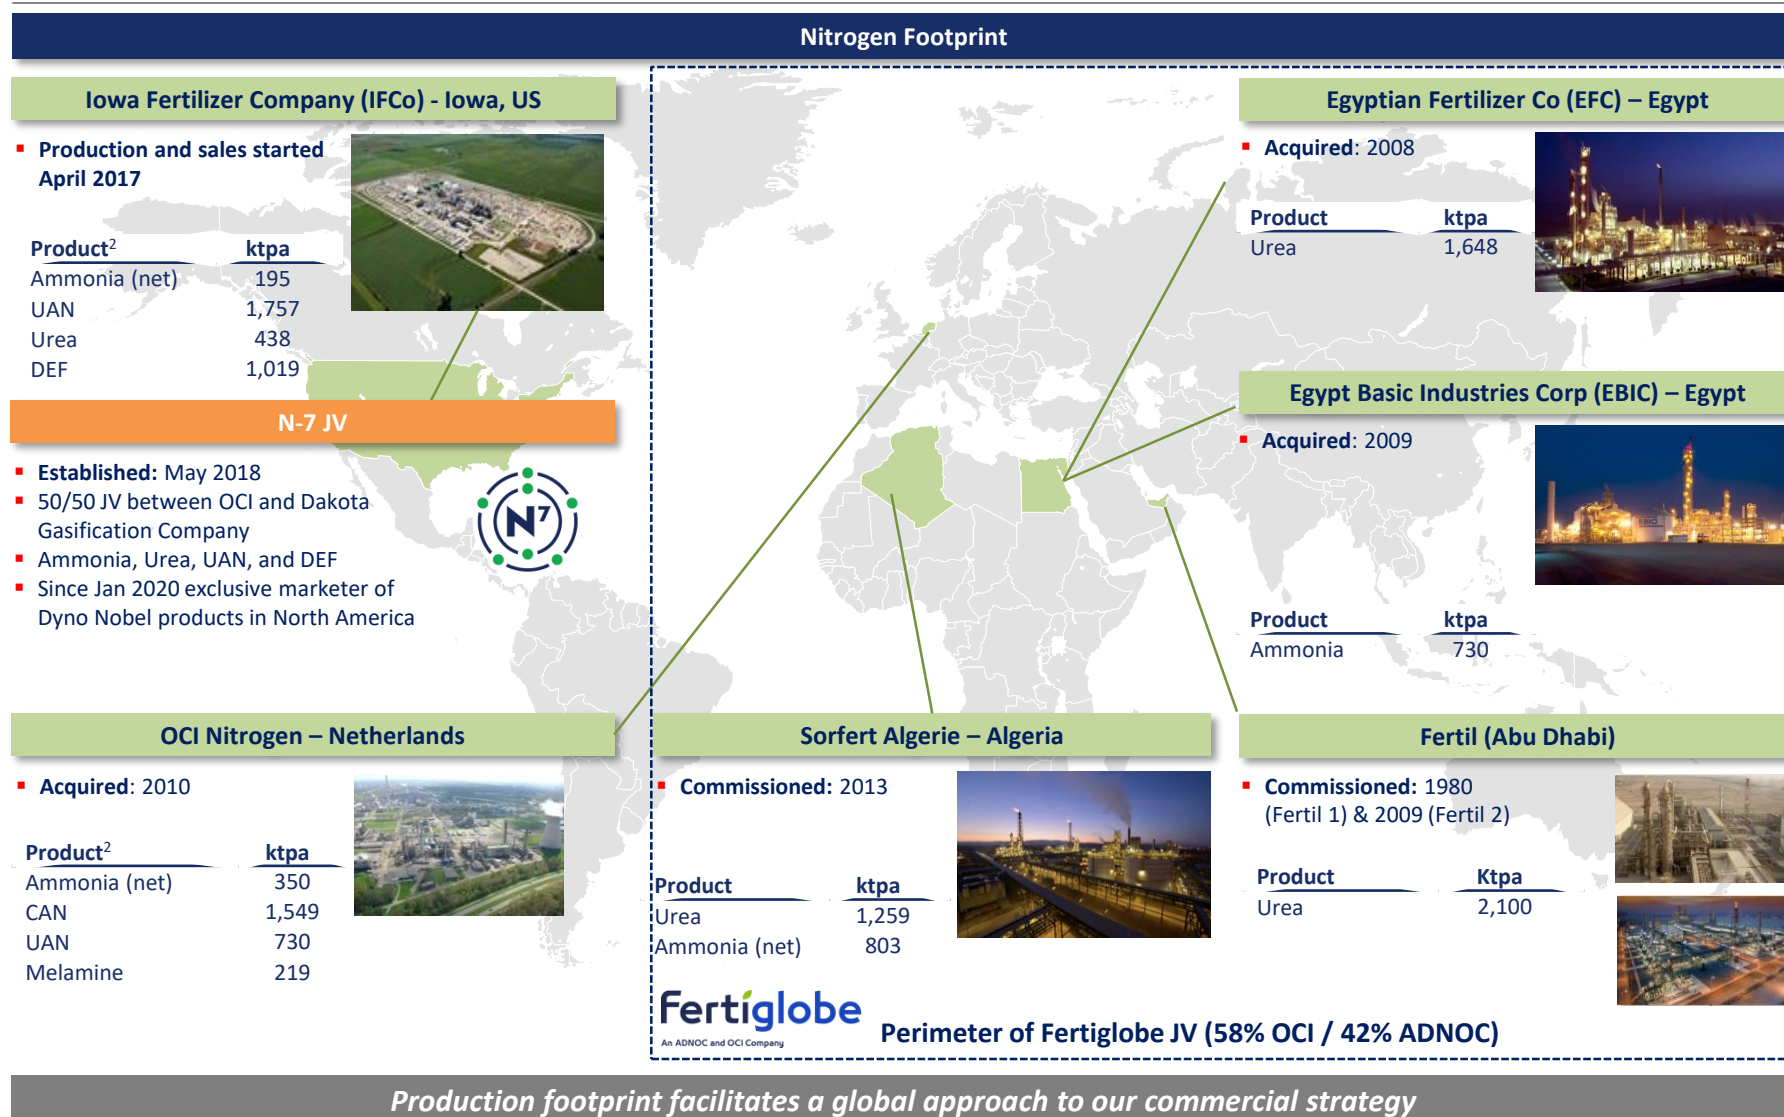 Nitrogen Footprint
Iowa Fertilizer Company (IFCo) - Iowa, US
Production and sales started
April 2017
Product2 ktpa
Ammonia (net) 195
UAN 1,757
Urea 438
DEF 1,019
N-7 JV
Established: May 2018
50/50 JV between OCI and Dakota
Gasification Company
Ammonia, Urea, UAN, and DEF
Since Jan 2020 exclusive marketer of
Dyno Nobel products in North America
N7
OCI Nitrogen – Netherlands
Acquired: 2010
Product2 ktpa
Ammonia (net) 350
CAN 1,549
UAN 730
Melamine 219
Egyptian Fertilizer Co (EFC) – Egypt
Acquired: 2008
Product ktpa
Urea 1,648
Egypt Basic Industries Corp (EBIC) – Egypt
Acquired: 2009
EBIC
Product ktpa
Ammonia 730
Sorfert Algerie – Algeria
Commissioned: 2013
Product ktpa
Urea 1,259
Ammonia (net) 803
Fertil (Abu Dhabi)
Commissioned: 1980
(Fertil 1) & 2009 (Fertil 2)
Product Ktpa
Urea 2,100
Fertiglobe
An ADNOC and OCI Company
Perimeter of Fertiglobe JV (58% OCI / 42% ADNOC)
Production footprint facilitates a global approach to our commercial strategy